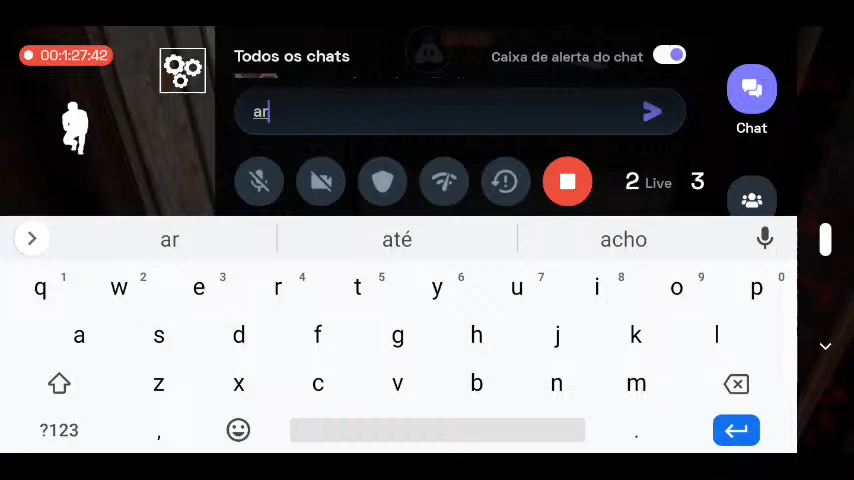 00:1:27:42
Todos os chats
Caixa de alerta do chat
ar
Chat
2 Live 3
ar até acho
q 1 w 2 e 3 r 4 t 5 y 6 u 7 i 8 o 9 p 0
a s d f g h j k l
z x c v b n m
?123 , .